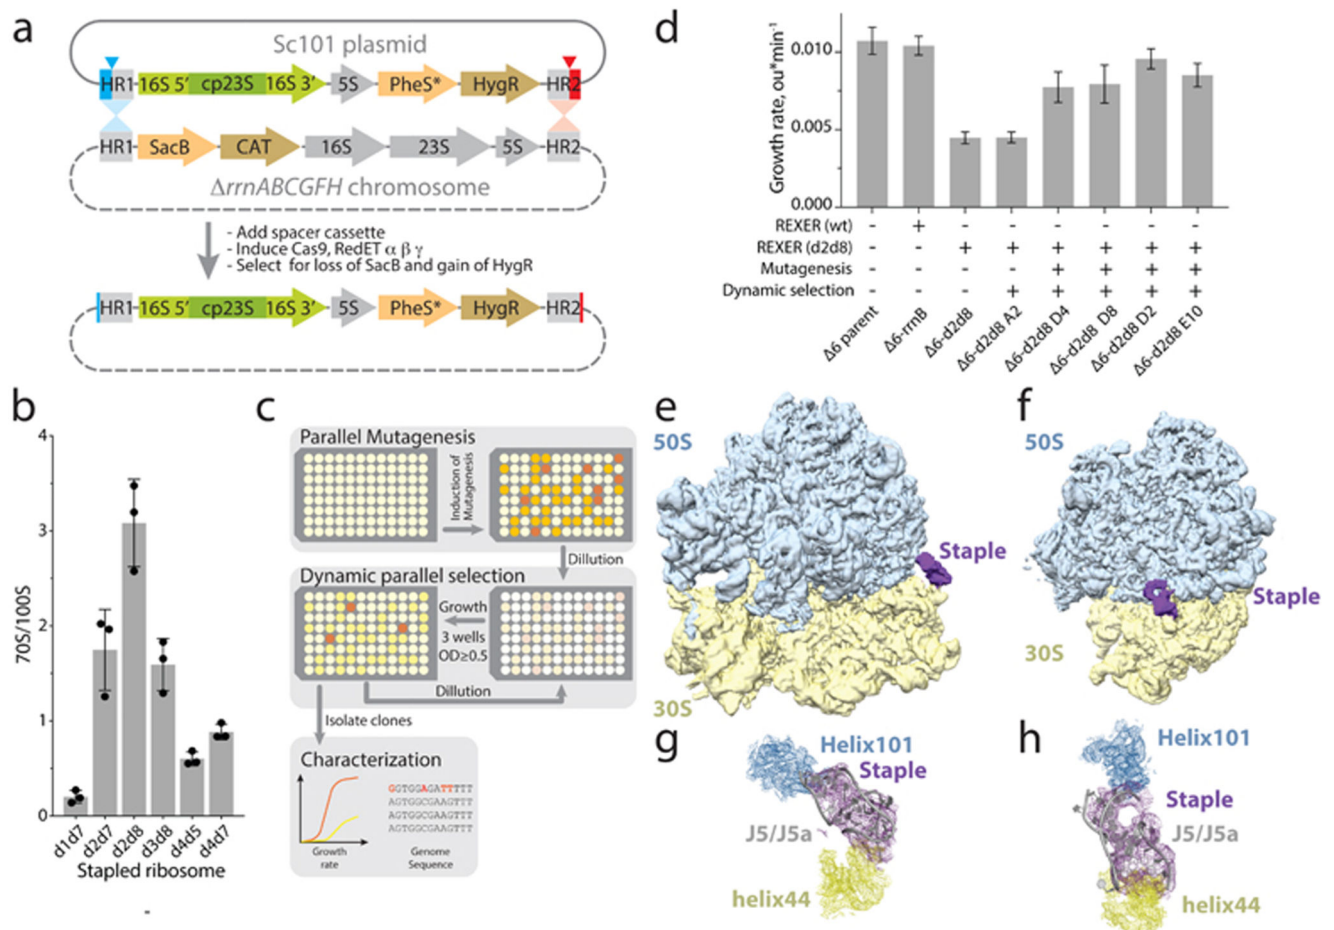 a
Sc101 plasmid
HR1 16S 5′ cp23S 16S 3′ 5S PheS* HygR HR2
HR1 SacB CAT 16S 23S 5S HR2
ΔrrnABCGFH chromosome
- Add spacer cassette
- Induce Cas9, RedET α β γ
- Select for loss of SacB and gain of HygR
HR1 16S 5′ cp23S 16S 3′ 5S PheS* HygR HR2
b
70S/100S
4
3
2
1
0
d1d7 d2d7 d2d8 d3d8 d4d5 d4d7
Stapled ribosome
c
Parallel Mutagenesis
Induction of
Mutagenesis
Dillution
Dynamic parallel selection
Growth
3 wells
OD≥0.5
Dillution
Isolate clones
Characterization
Growth
rate
GGTGGAGATTTTT
AGTGGCGAAGTTT
AGTGGCGAAGTTT
AGTGGCGAAGTTT
Genome
Sequence
d
Growth rate, ou*min⁻¹
0.010
0.005
0.000
REXER (wt) - + - - - - - -
REXER (d2d8) - - + + + + + +
Mutagenesis - - - - + + + +
Dynamic selection - - - + + + + +
Δ6 parent Δ6-rrnB Δ6-d2d8 Δ6-d2d8 A2 Δ6-d2d8 D4 Δ6-d2d8 D8 Δ6-d2d8 D2 Δ6-d2d8 E10
e
50S
Staple
30S
f
50S
Staple
30S
g
Helix101
Staple
J5/J5a
helix44
h
Helix101
Staple
J5/J5a
helix44